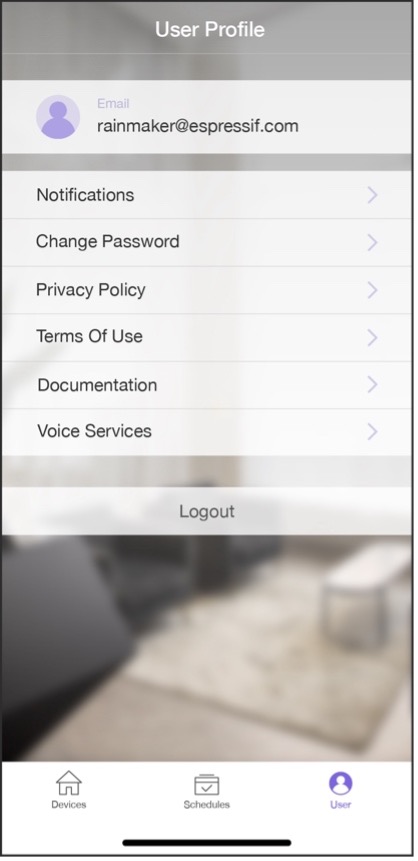 User Profile
Email
rainmaker@espressif.com
Notifications
Change Password
Privacy Policy
Terms Of Use
Documentation
Voice Services
Logout
Devices
Schedules
User